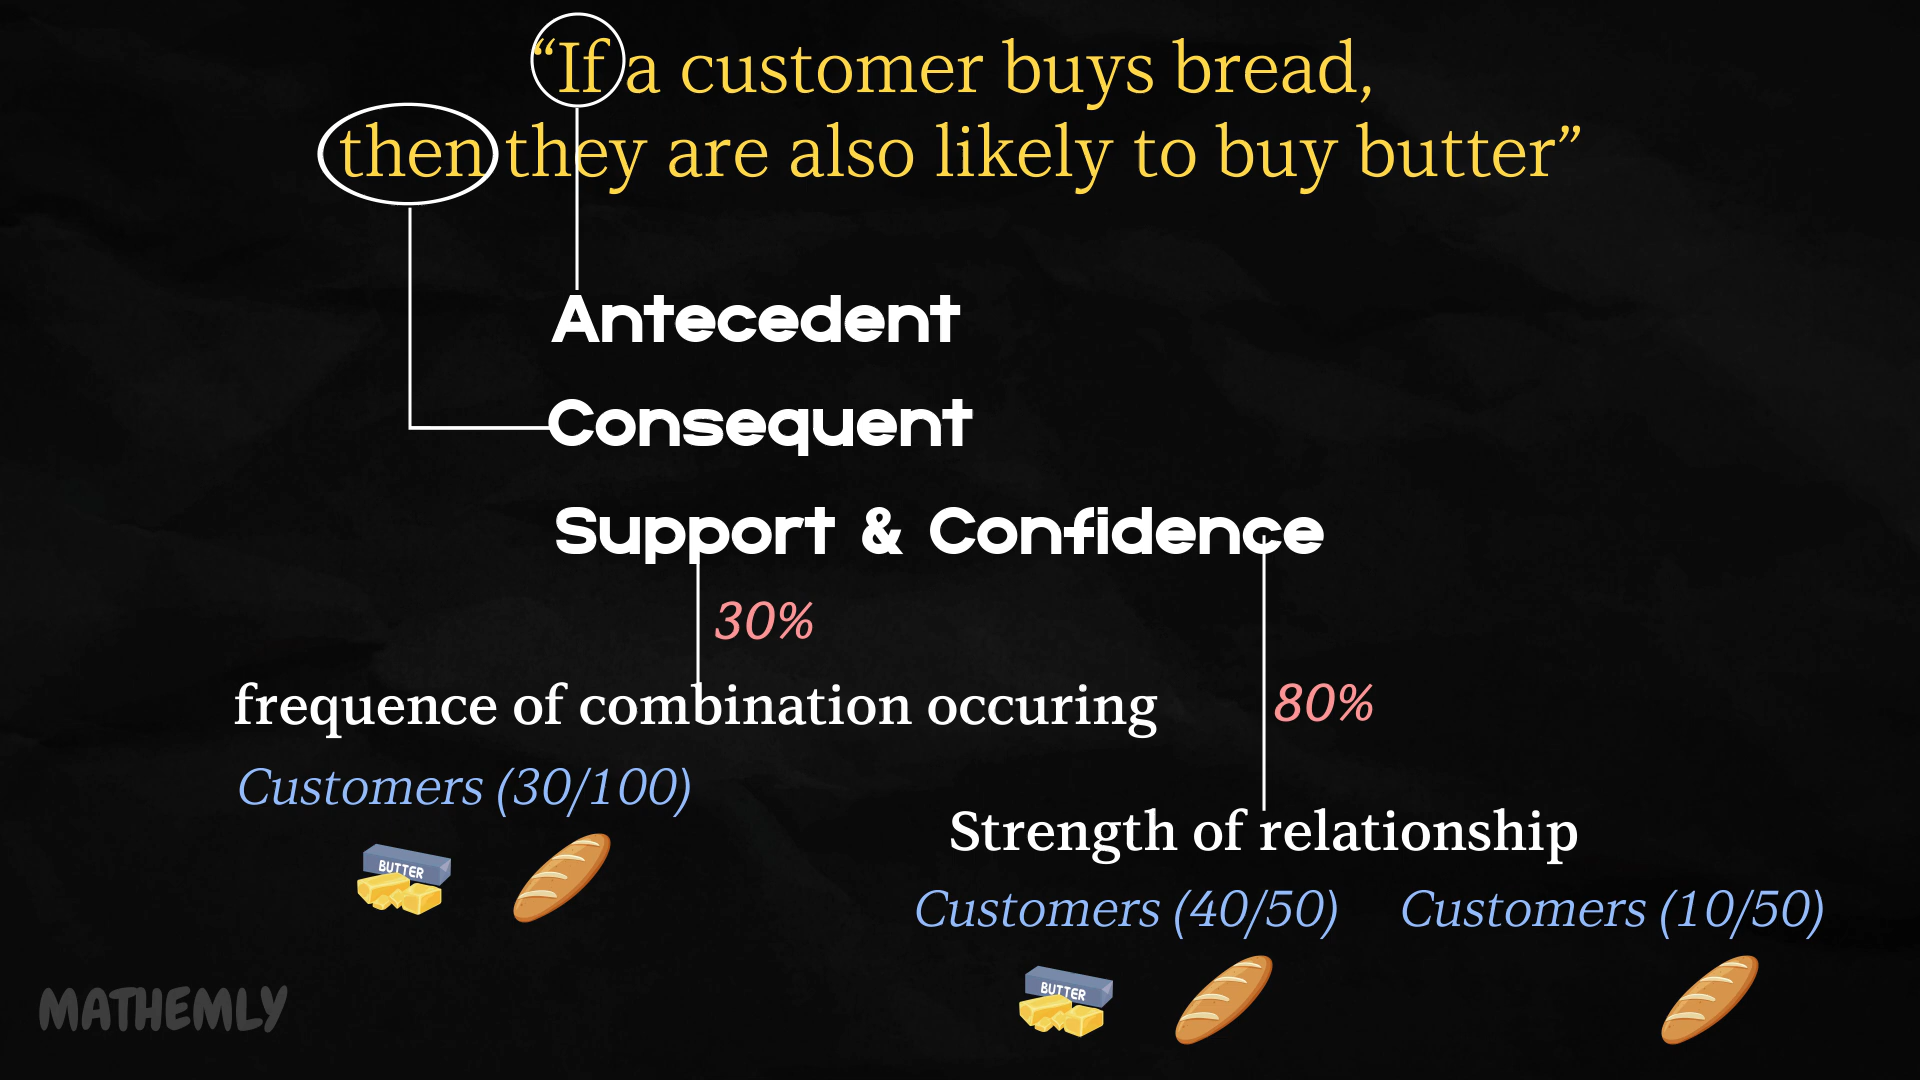 “If a customer buys bread,
then they are also likely to buy butter”
Antecedent
Consequent
Support & Confidence
30%
frequence of combination occuring
80%
Customers (30/100)
BUTTER
Strength of relationship
Customers (40/50) Customers (10/50)
BUTTER
MATHEMLY